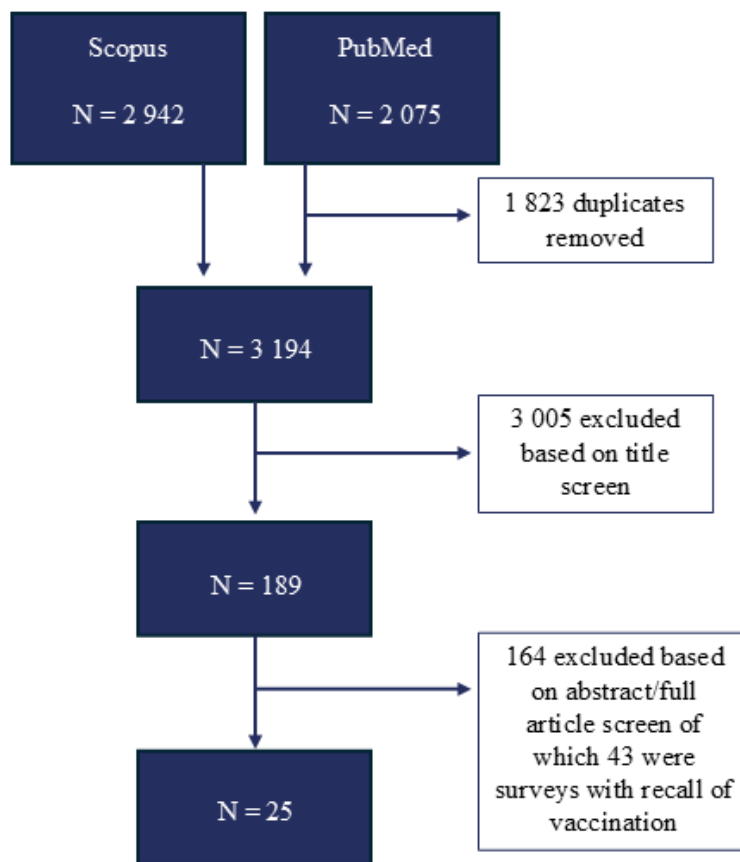 Scopus
N = 2 942
PubMed
N = 2 075
1 823 duplicates
removed
N = 3 194
3 005 excluded
based on title
screen
N = 189
164 excluded based
on abstract/full
article screen of
which 43 were
surveys with recall of
vaccination
N = 25